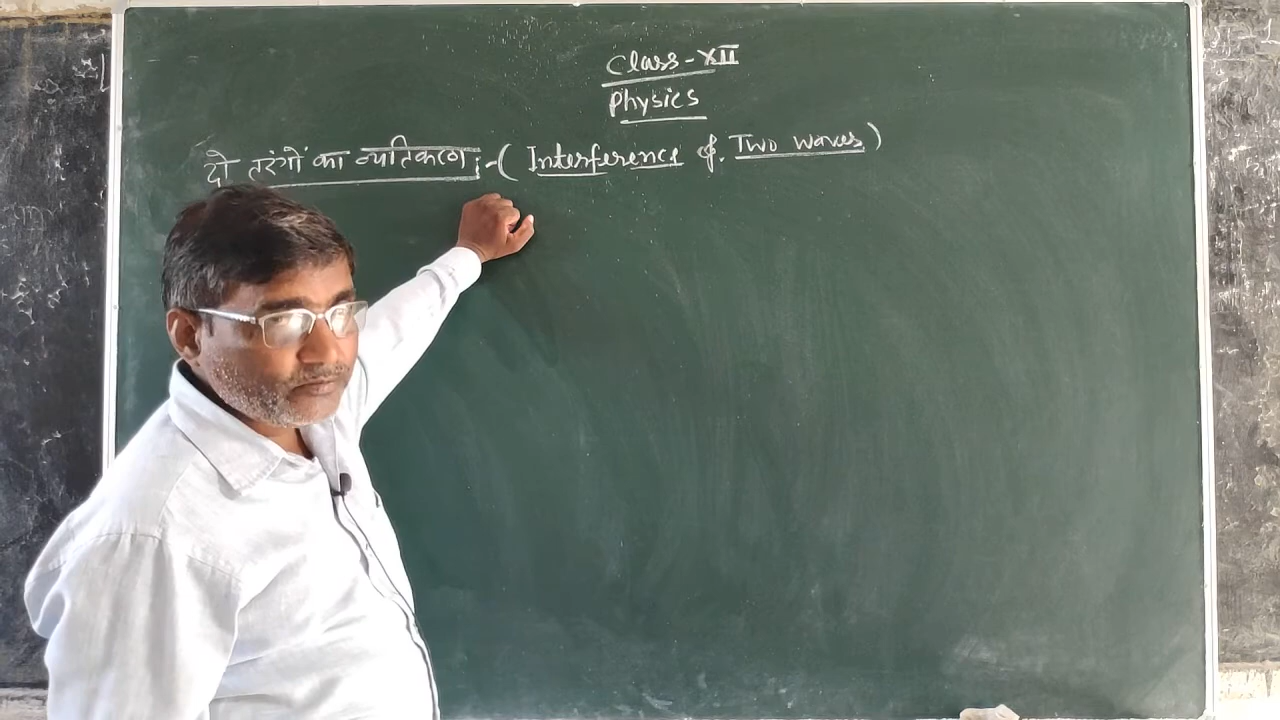 Class-XII
Physics
दो तरंगों का व्यतिकरण :-( Interference of. Two waves)